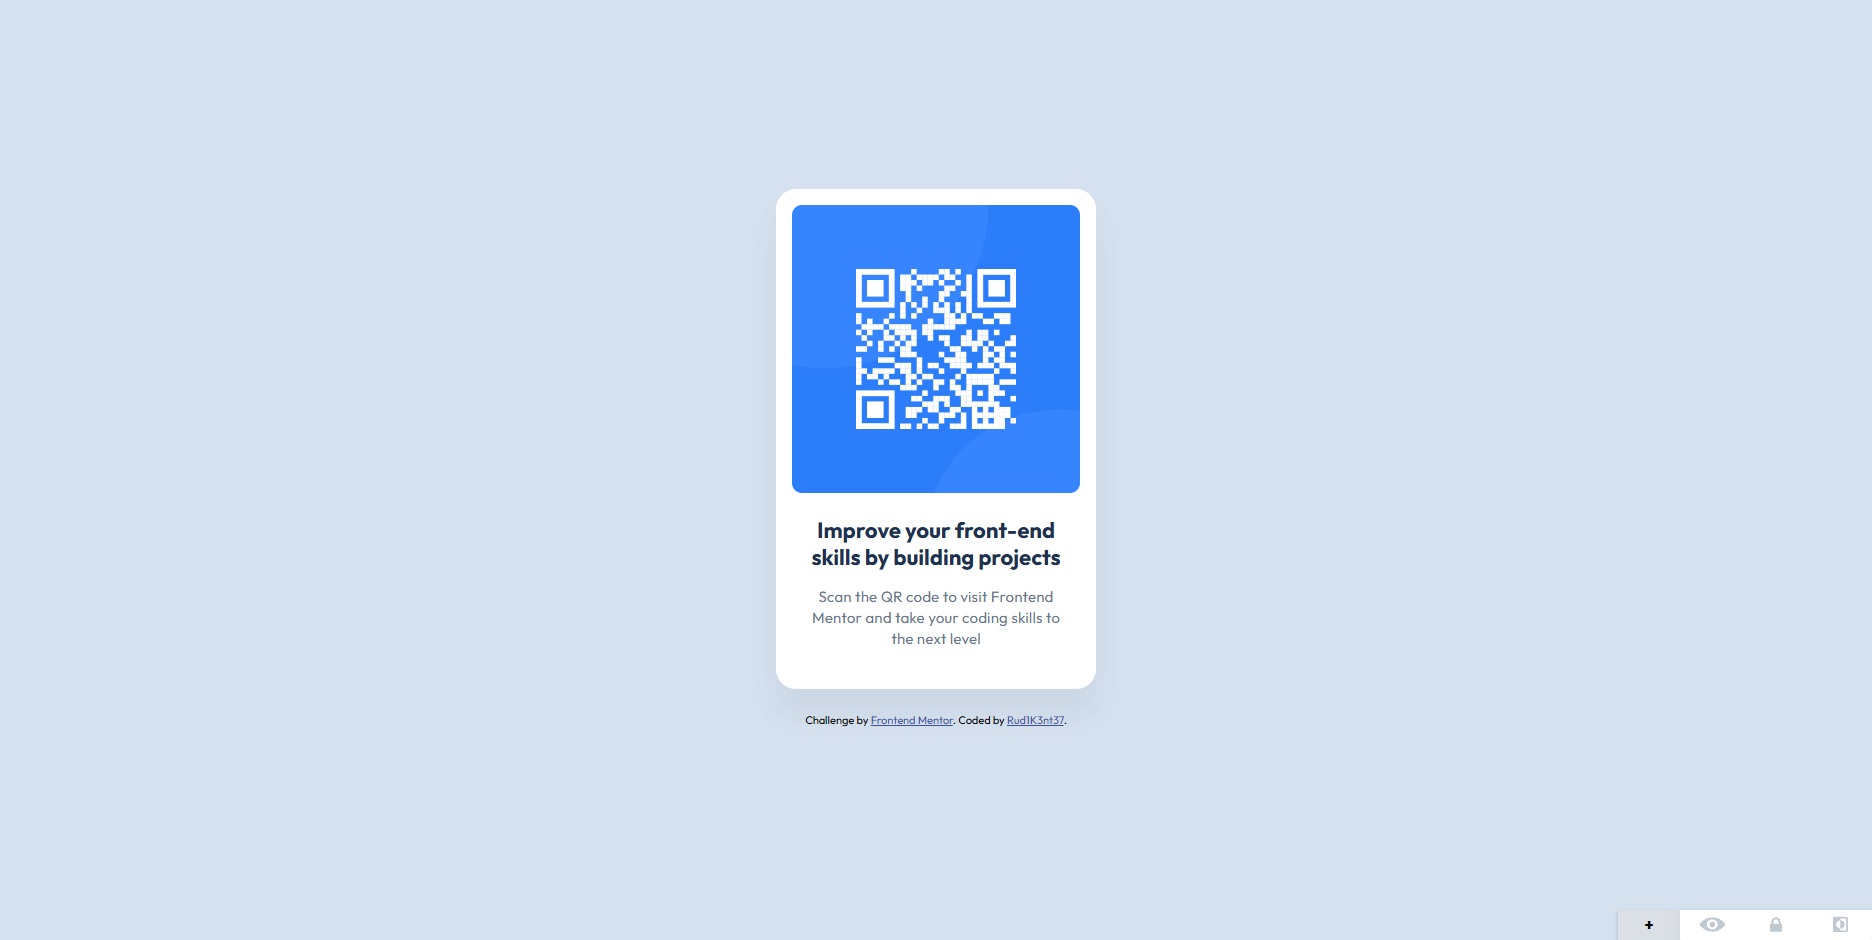 Improve your front-end
skills by building projects
Scan the QR code to visit Frontend
Mentor and take your coding skills to
the next level
Challenge by Frontend Mentor. Coded by Rud1K3nt37.
+